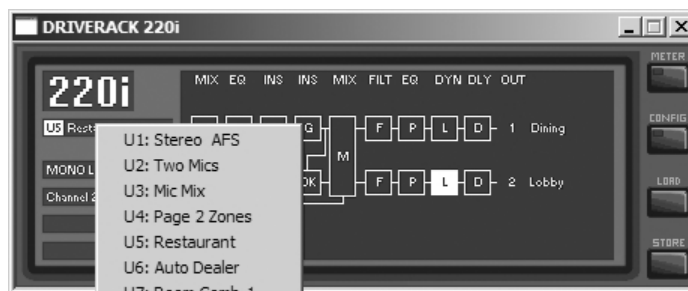 DRIVERACK 220i
220i
MIX EQ INS INS MIX FILT EQ DYN DLY OUT
U5
G M F P L D 1 Dining
F P L D 2 Lobby
MONO L
Channel 2
U1: Stereo AFS
U2: Two Mics
U3: Mic Mix
U4: Page 2 Zones
U5: Restaurant
U6: Auto Dealer
METER
CONFIG
LOAD
STORE